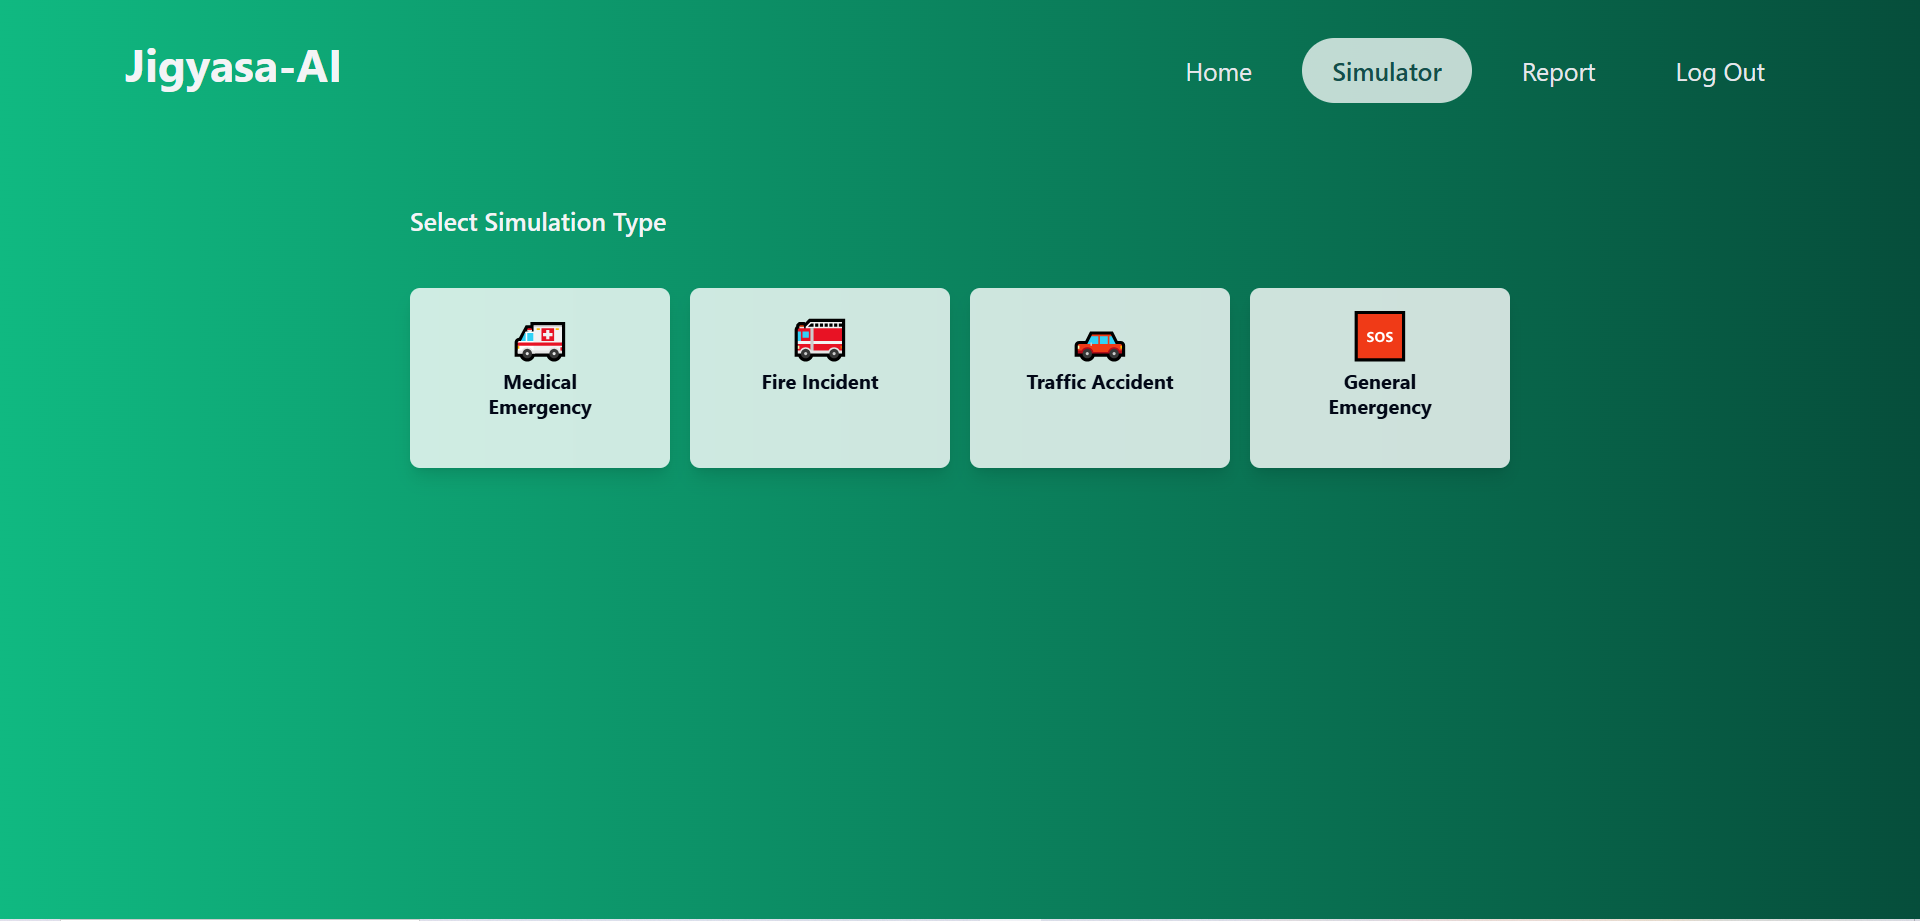 Jigyasa-AI
Home
Simulator
Report
Log Out
Select Simulation Type
Medical
Emergency
Fire Incident
Traffic Accident
SOS
General
Emergency